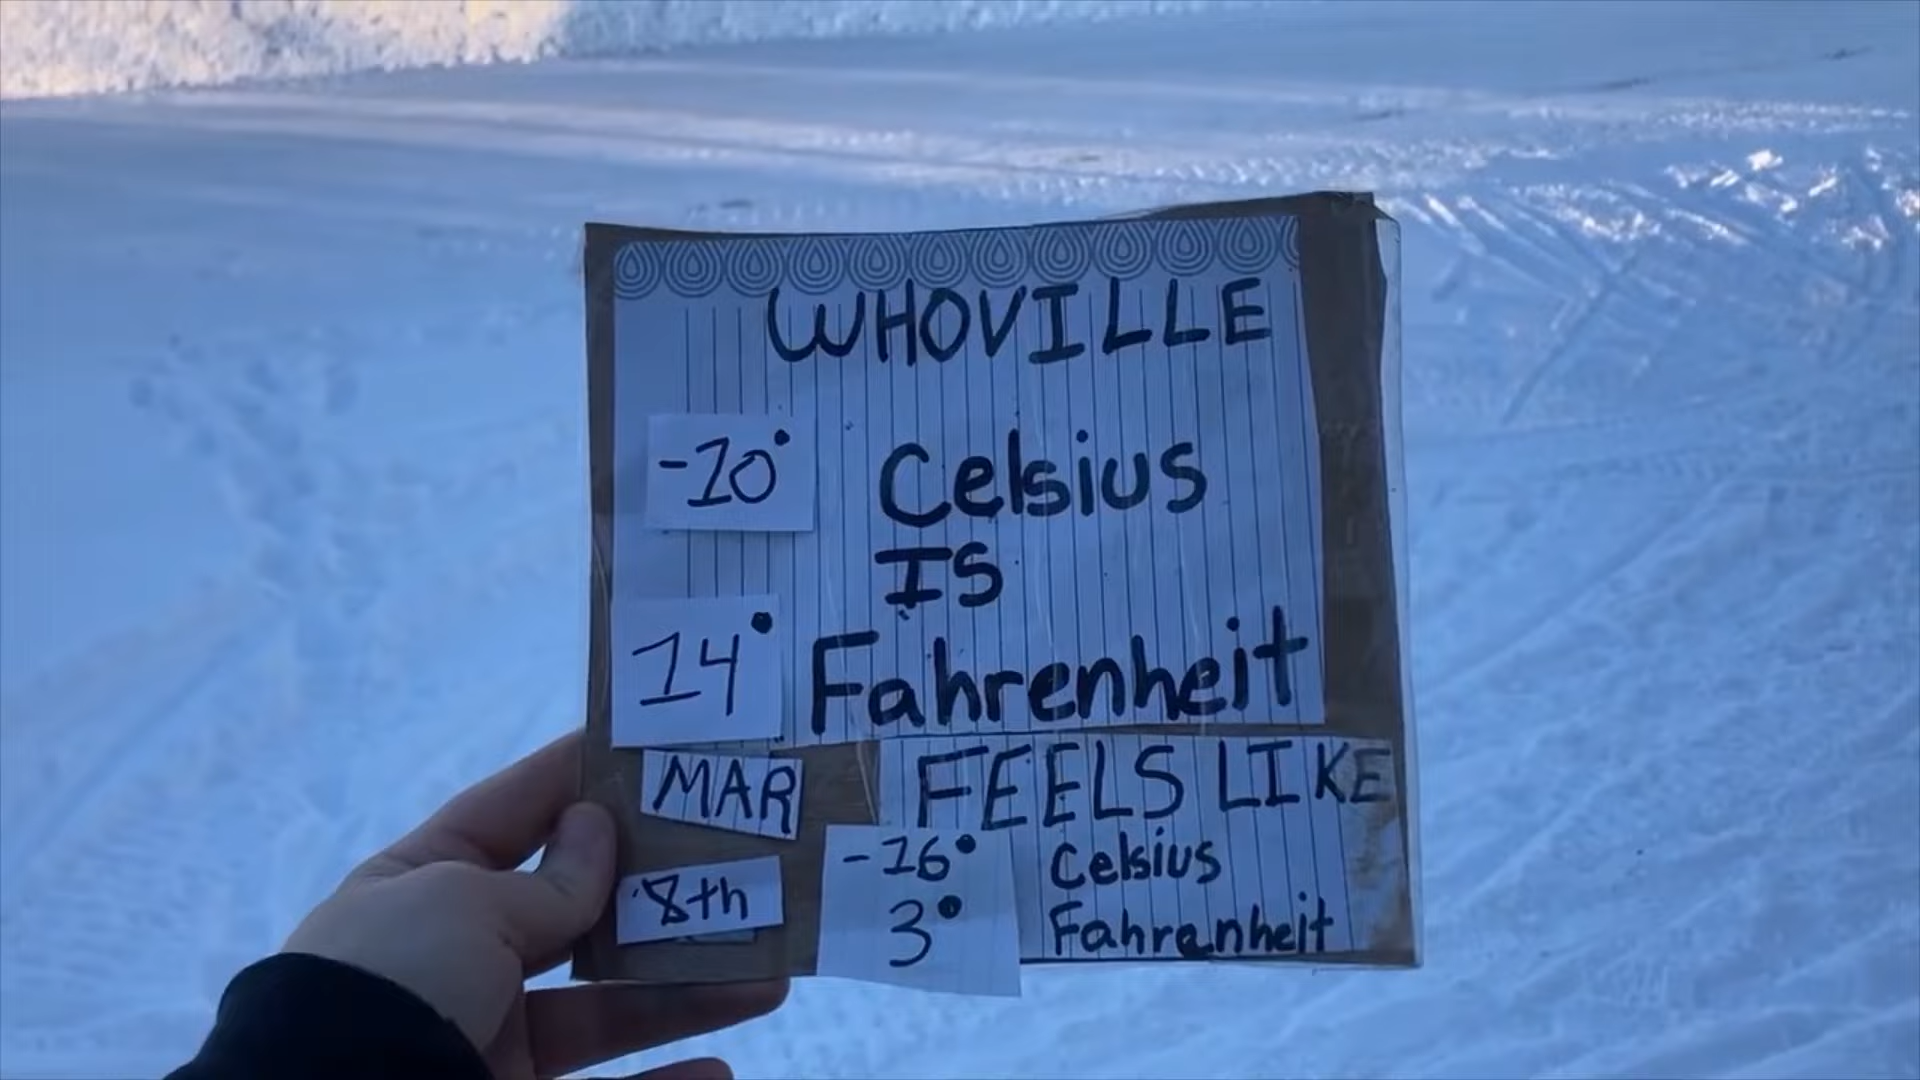 WHOVILLE
-10° Celsius
IS
14° Fahrenheit
MAR
8th
FEELS LIKE
-16° Celsius
3° Fahrenheit